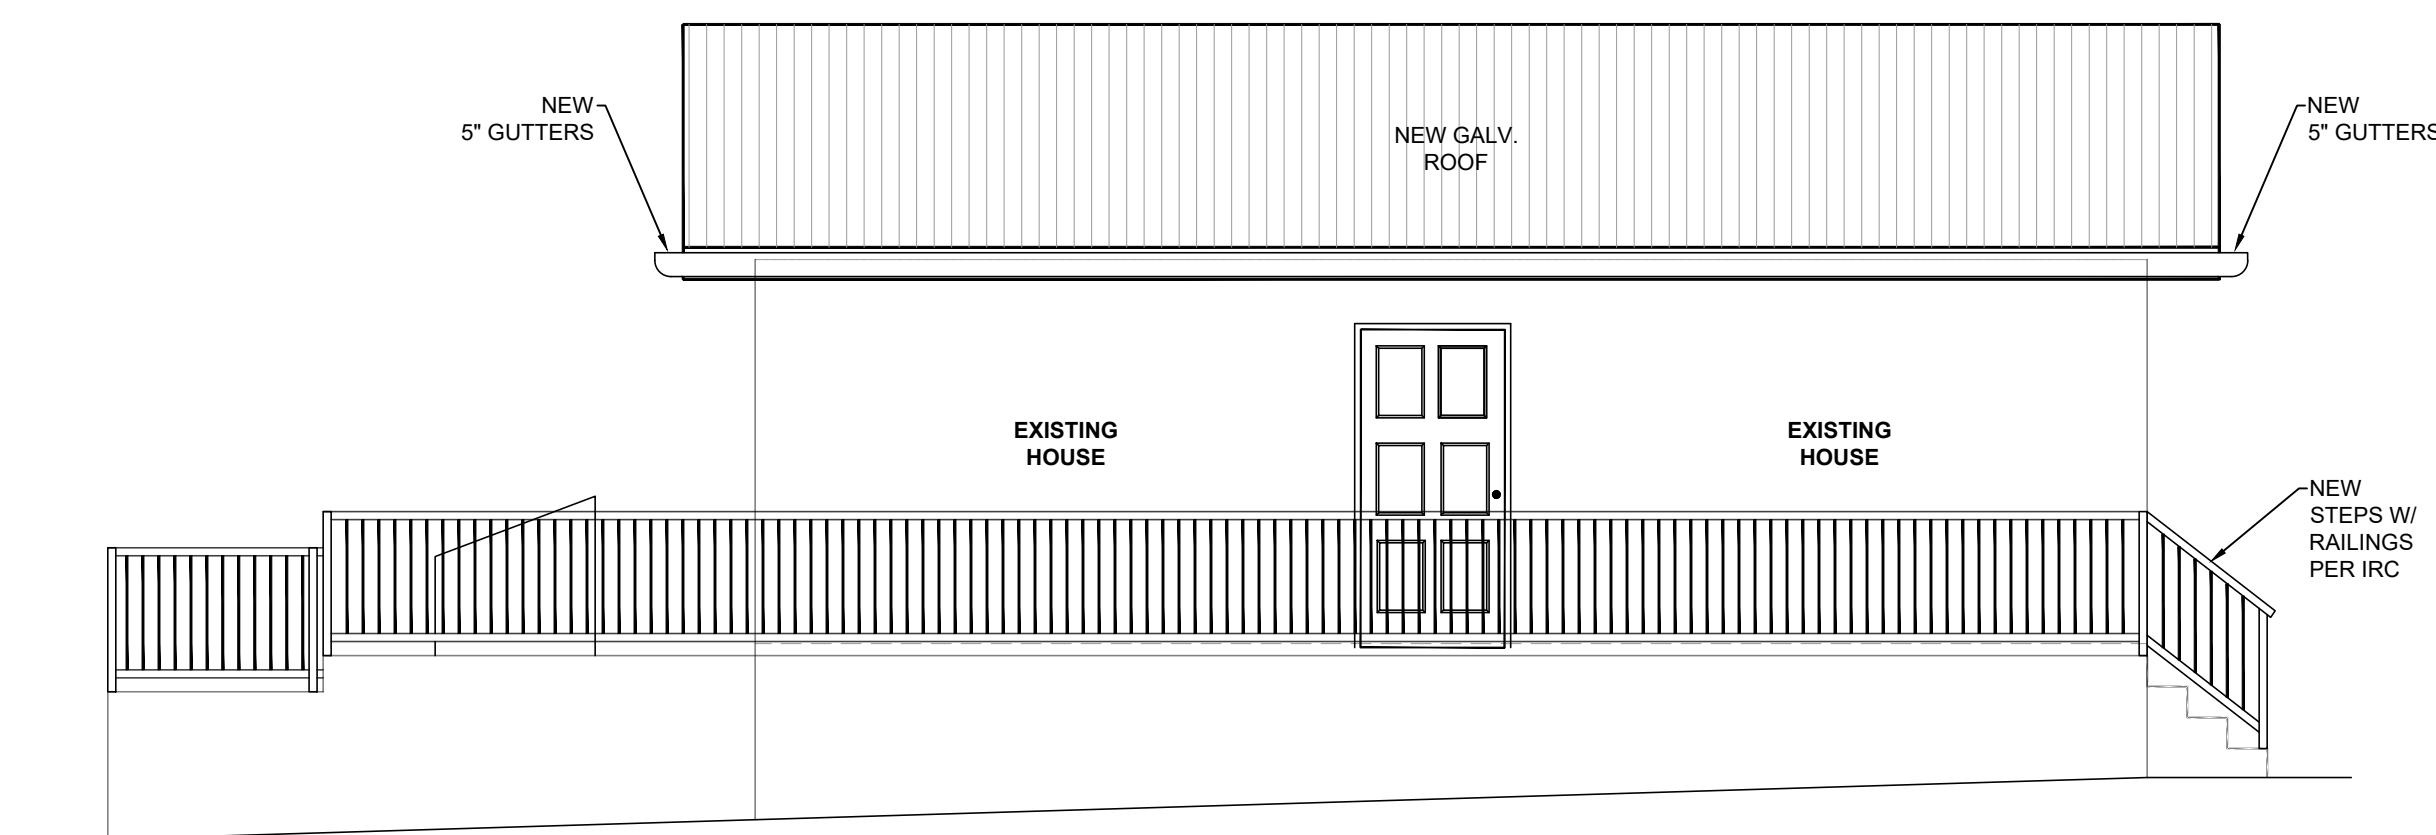 NEW
5" GUTTERS
NEW GALV.
ROOF
NEW
5" GUTTERS
EXISTING
HOUSE
EXISTING
HOUSE
NEW
STEPS W/
RAILINGS
PER IRC